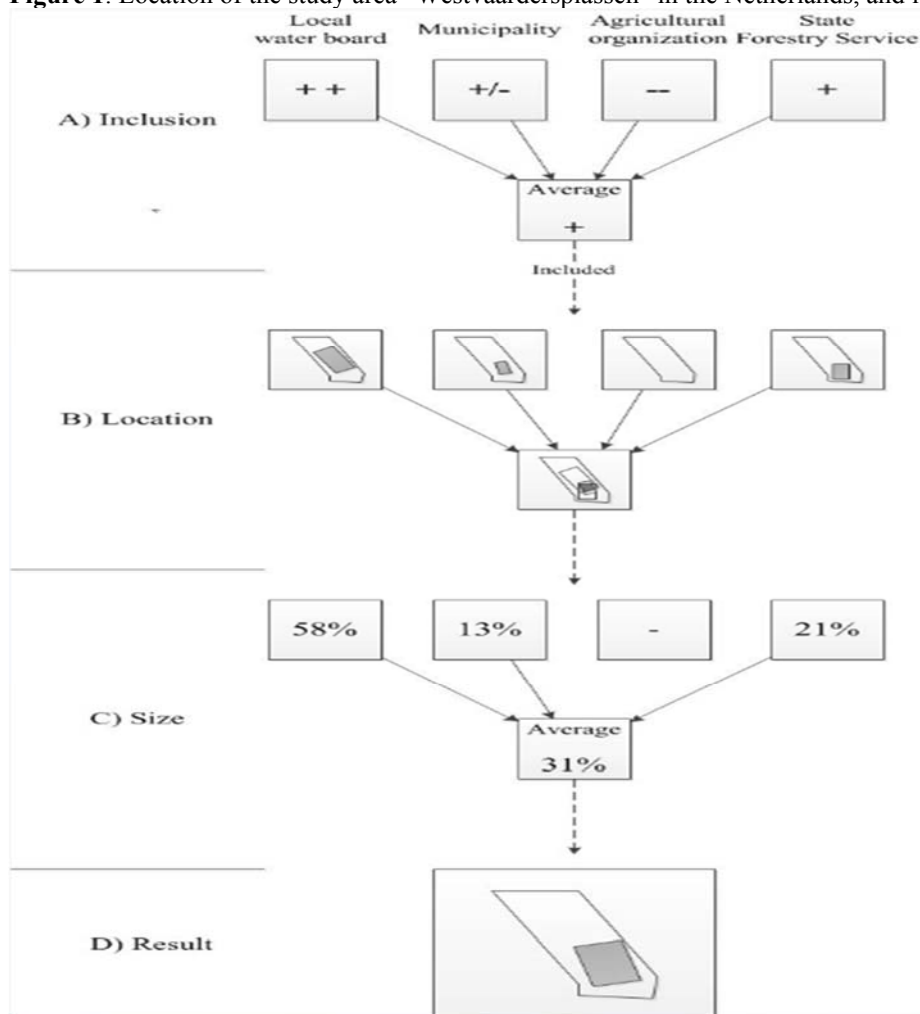 Figure 1. Location of the study area "Westvaardersplassen" in the Netherlands, and
Local water board
Municipality
Agricultural organization
State Forestry Service
A) Inclusion
+ +
+/-
--
+
Average
+
Included
B) Location
C) Size
58%
13%
-
21%
Average
31%
D) Result